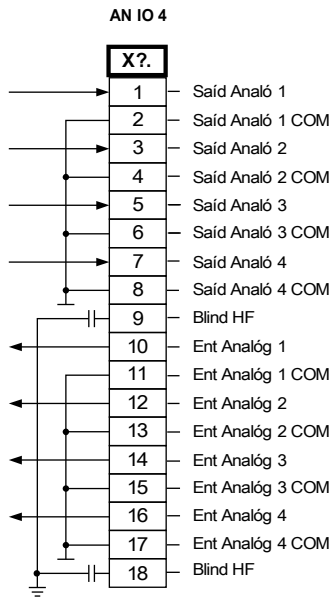 AN IO 4
X?.
1 – Saíd Analó 1
2 – Saíd Analó 1 COM
3 – Saíd Analó 2
4 – Saíd Analó 2 COM
5 – Saíd Analó 3
6 – Saíd Analó 3 COM
7 – Saíd Analó 4
8 – Saíd Analó 4 COM
9 – Blind HF
10 – Ent Analóg 1
11 – Ent Analóg 1 COM
12 – Ent Analóg 2
13 – Ent Analóg 2 COM
14 – Ent Analóg 3
15 – Ent Analóg 3 COM
16 – Ent Analóg 4
17 – Ent Analóg 4 COM
18 – Blind HF